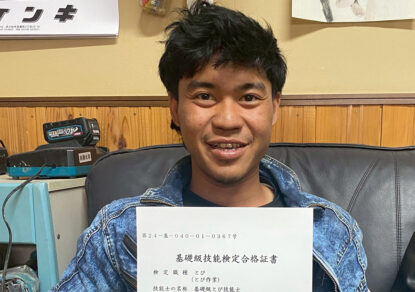 ケンキ
第24-基-040-01-0367号
基礎級技能検定合格証書
検定職種 とび
(とび作業)
技能士の名称 基礎級とび技能士